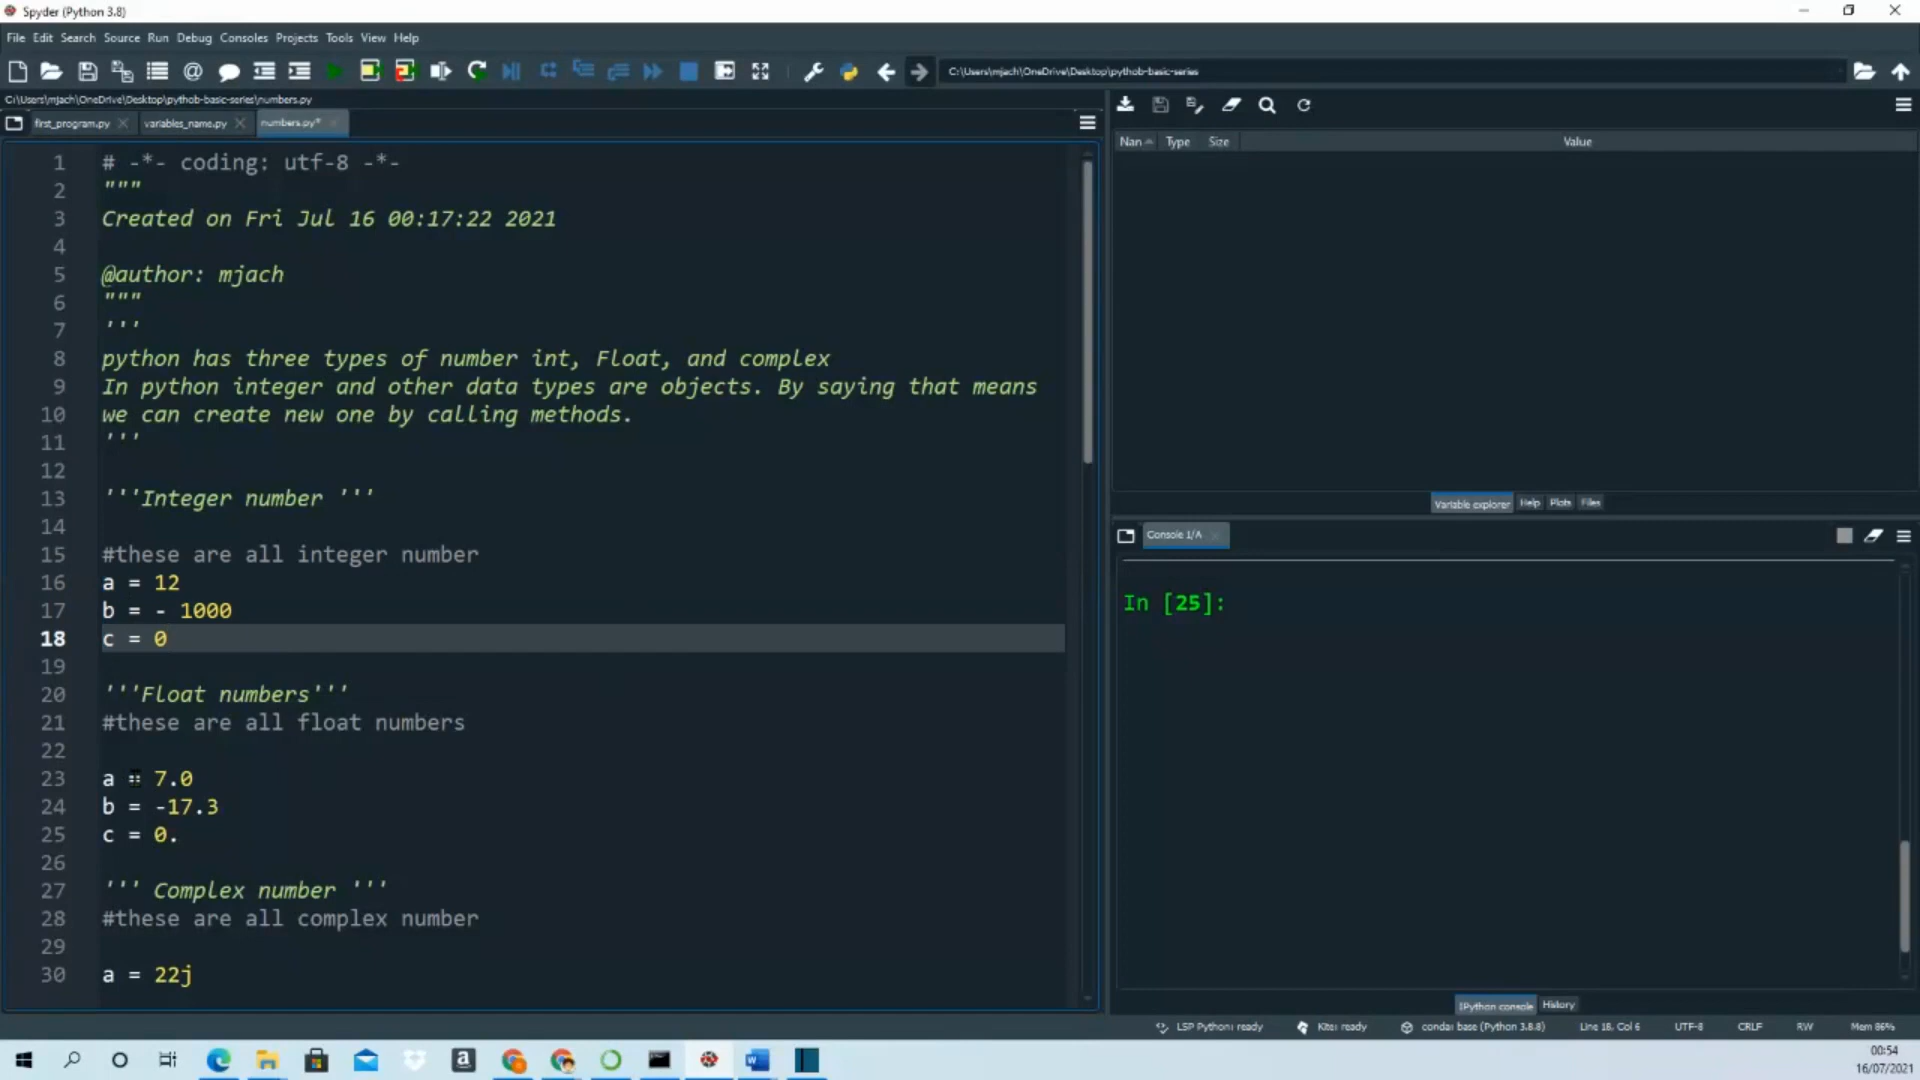 Spyder (Python 3.8)
File Edit Search Source Run Debug Consoles Projects Tools View Help
C:\Users\mjach\OneDrive\Desktop\pythob-basic-series
C:\Users\mjach\OneDrive\Desktop\pythob-basic-series\numbers.py
first_program.py variables_name.py numbers.py*
1 # -*- coding: utf-8 -*-
2 """
3 Created on Fri Jul 16 00:17:22 2021
4
5 @author: mjach
6 """
7 '''
8 python has three types of number int, Float, and complex
9 In python integer and other data types are objects. By saying that means
10 we can create new one by calling methods.
11 '''
12
13 '''Integer number '''
14
15 #these are all integer number
16 a = 12
17 b = - 1000
18 c = 0
19
20 '''Float numbers'''
21 #these are all float numbers
22
23 a = 7.0
24 b = -17.3
25 c = 0.
26
27 ''' Complex number '''
28 #these are all complex number
29
30 a = 22j
Nan Type Size Value
Variable explorer Help Plots Files
Console 1/A
In [25]:
IPython console History
LSP Python: ready Kite: ready conda: base (Python 3.8.8) Line 18, Col 6 UTF-8 CRLF RW Mem 86%
00:54
16/07/2021